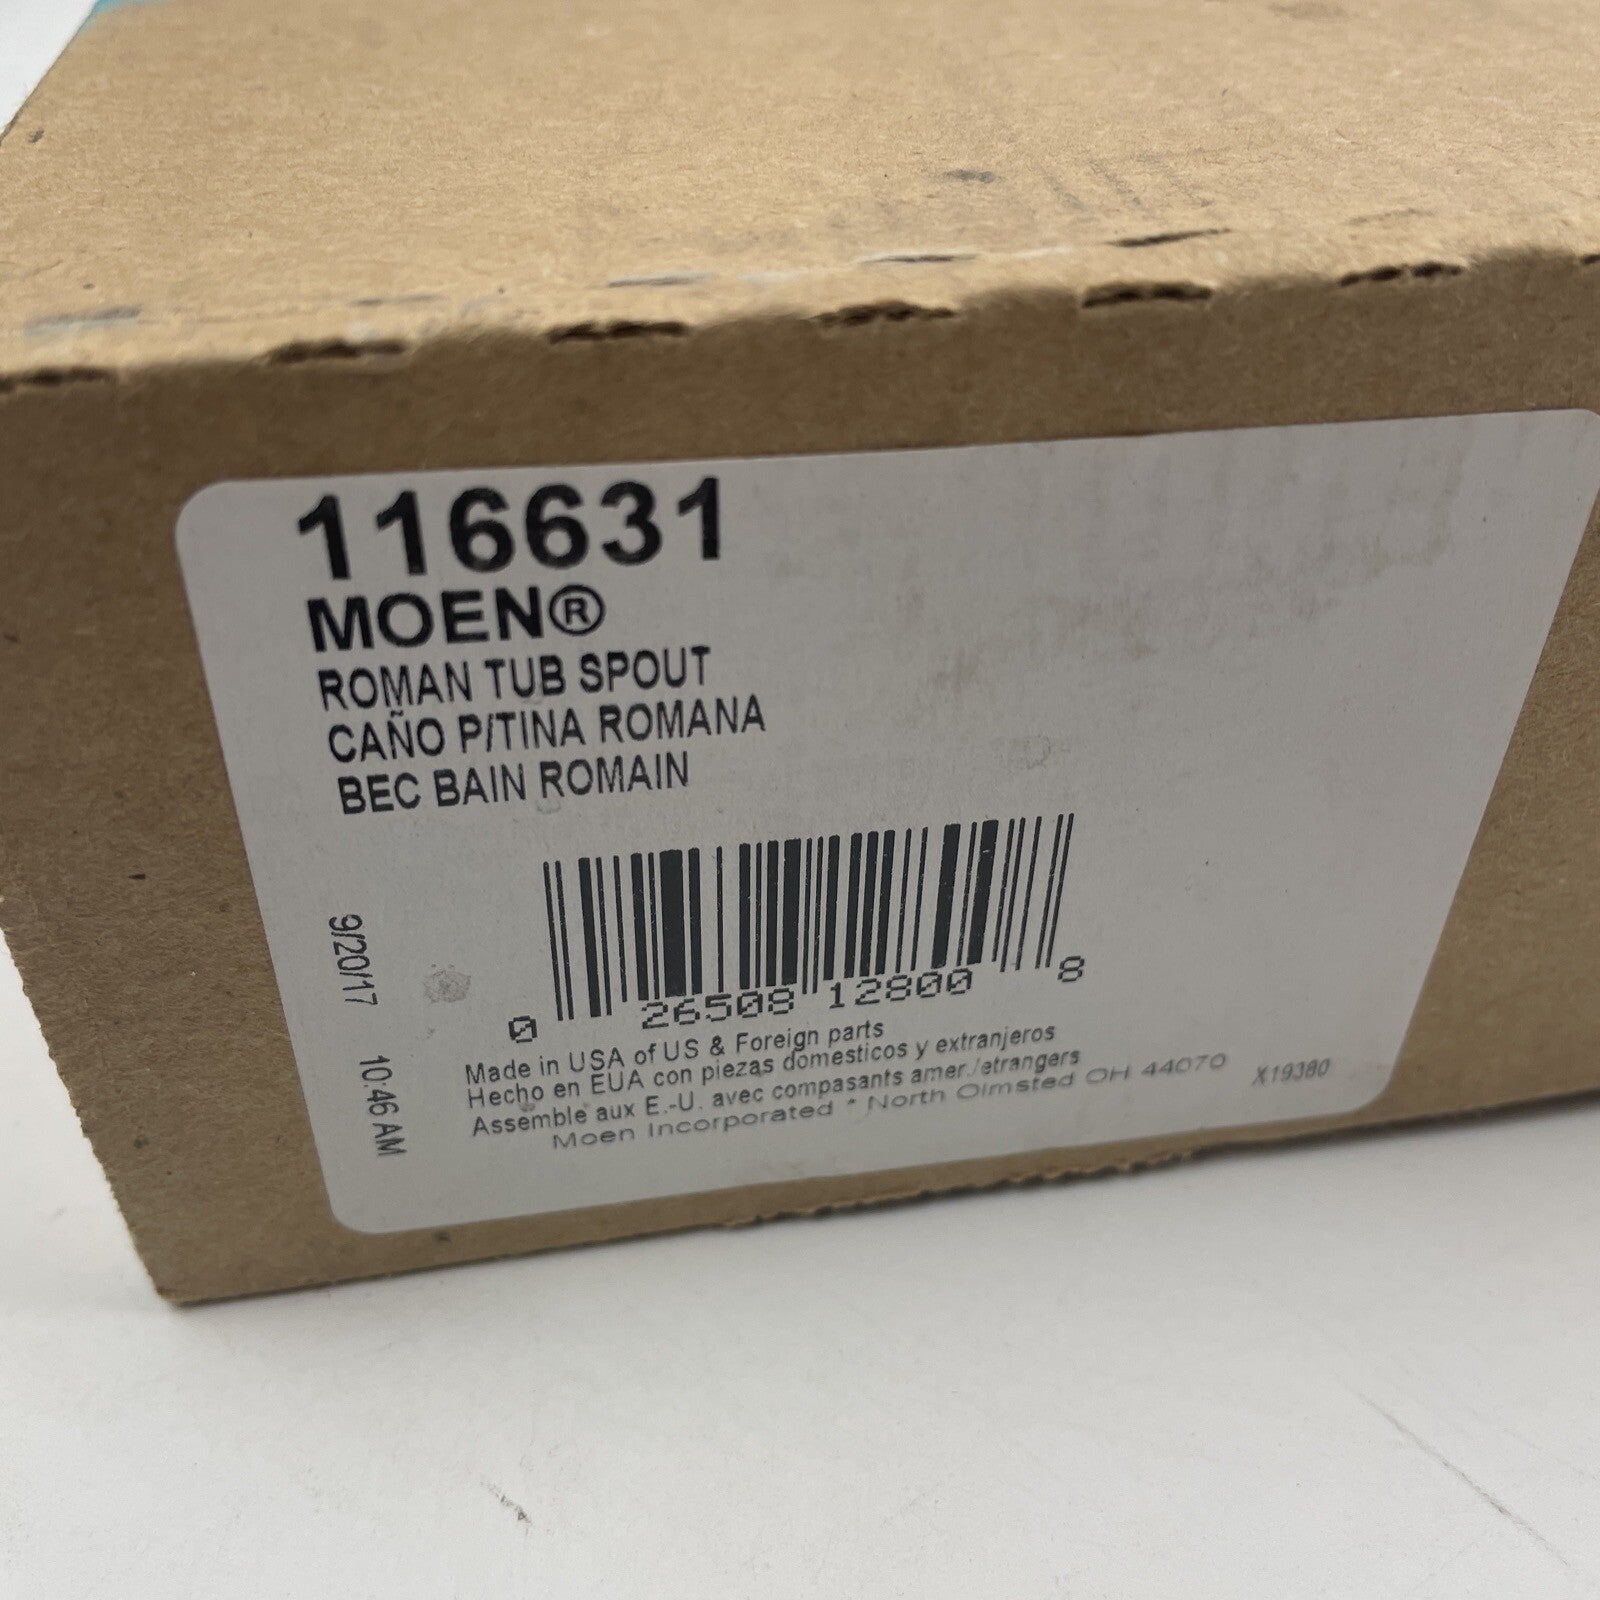 116631
MOEN®
ROMAN TUB SPOUT
CAÑO P/TINA ROMANA
BEC BAIN ROMAIN
9/20/17 10:46 AM
0 26508 12800 8
Made in USA of US & Foreign parts
Hecho en EUA con piezas domesticos y extranjeros
Assemble aux E.-U. avec compasants amer./etrangers
Moen Incorporated * North Olmsted OH 44070
X19380